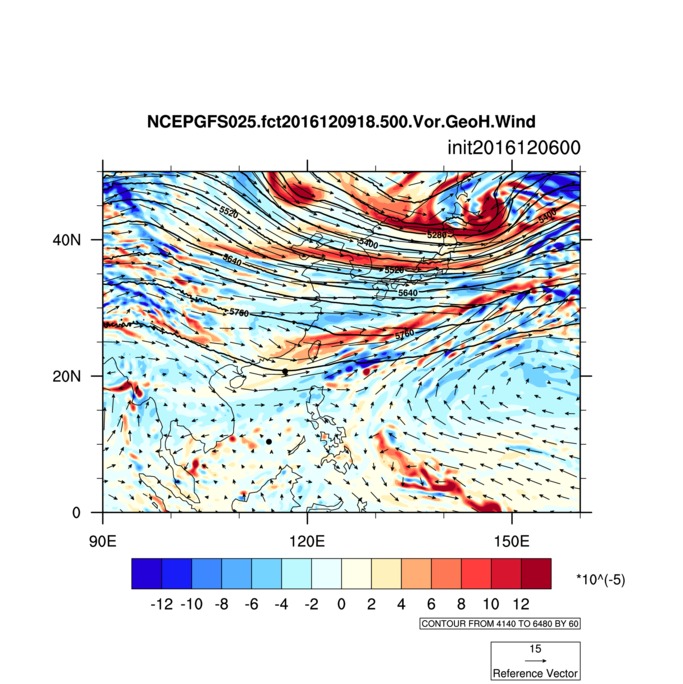 NCEPGFS025.fct2016120918.500.Vor.GeoH.Wind
init2016120600
5520
5400
5280
5400
40N
5640
5520
5640
5760
5760
20N
0
90E 120E 150E
-12 -10 -8 -6 -4 -2 0 2 4 6 8 10 12
*10^(-5)
CONTOUR FROM 4140 TO 6480 BY 60
15
Reference Vector